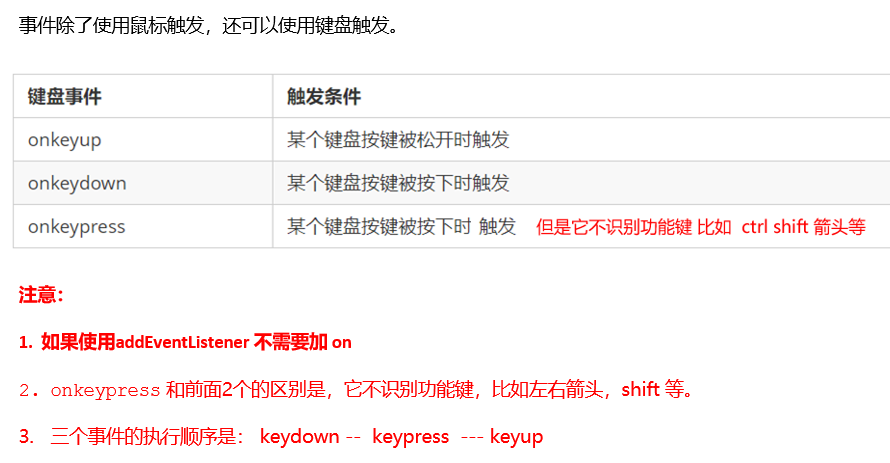 事件除了使用鼠标触发，还可以使用键盘触发。
键盘事件 触发条件
onkeyup 某个键盘按键被松开时触发
onkeydown 某个键盘按键被按下时触发
onkeypress 某个键盘按键被按下时 触发 但是它不识别功能键 比如 ctrl shift 箭头等
注意：
1. 如果使用addEventListener 不需要加 on
2. onkeypress 和前面2个的区别是，它不识别功能键，比如左右箭头，shift 等。
3. 三个事件的执行顺序是： keydown -- keypress --- keyup